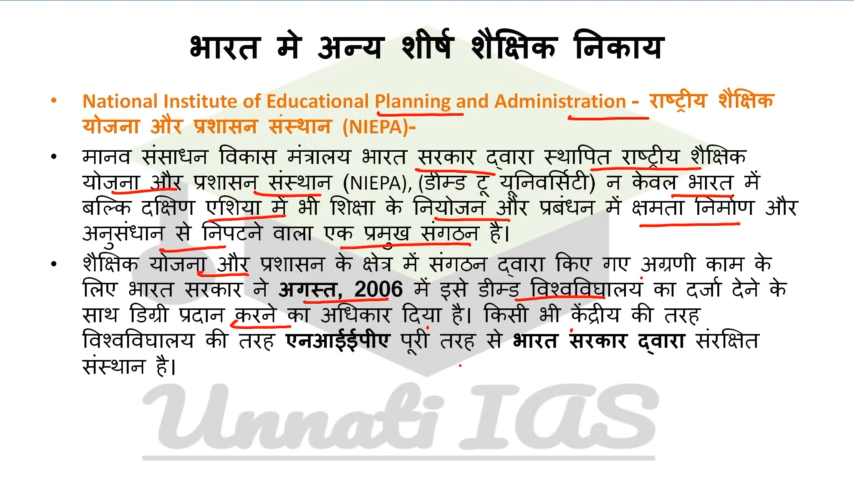 भारत मे अन्य शीर्ष शैक्षिक निकाय
• National Institute of Educational Planning and Administration - राष्ट्रीय शैक्षिक
योजना और प्रशासन संस्थान (NIEPA)-
• मानव संसाधन विकास मंत्रालय भारत सरकार द्वारा स्थापित राष्ट्रीय शैक्षिक
योजना और प्रशासन संस्थान (NIEPA), (डीम्ड टू यूनिवर्सिटी) न केवल भारत में
बल्कि दक्षिण एशिया में भी शिक्षा के नियोजन और प्रबंधन में क्षमता निर्माण और
अनुसंधान से निपटने वाला एक प्रमुख संगठन है।
• शैक्षिक योजना और प्रशासन के क्षेत्र में संगठन द्वारा किए गए अग्रणी काम के
लिए भारत सरकार ने अगस्त, 2006 में इसे डीम्ड विश्वविघालय का दर्जा देने के
साथ डिग्री प्रदान करने का अधिकार दिया है। किसी भी केंद्रीय की तरह
विश्वविघालय की तरह एनआईईपीए पूरी तरह से भारत सरकार द्वारा संरक्षित
संस्थान है।
Unnati IAS